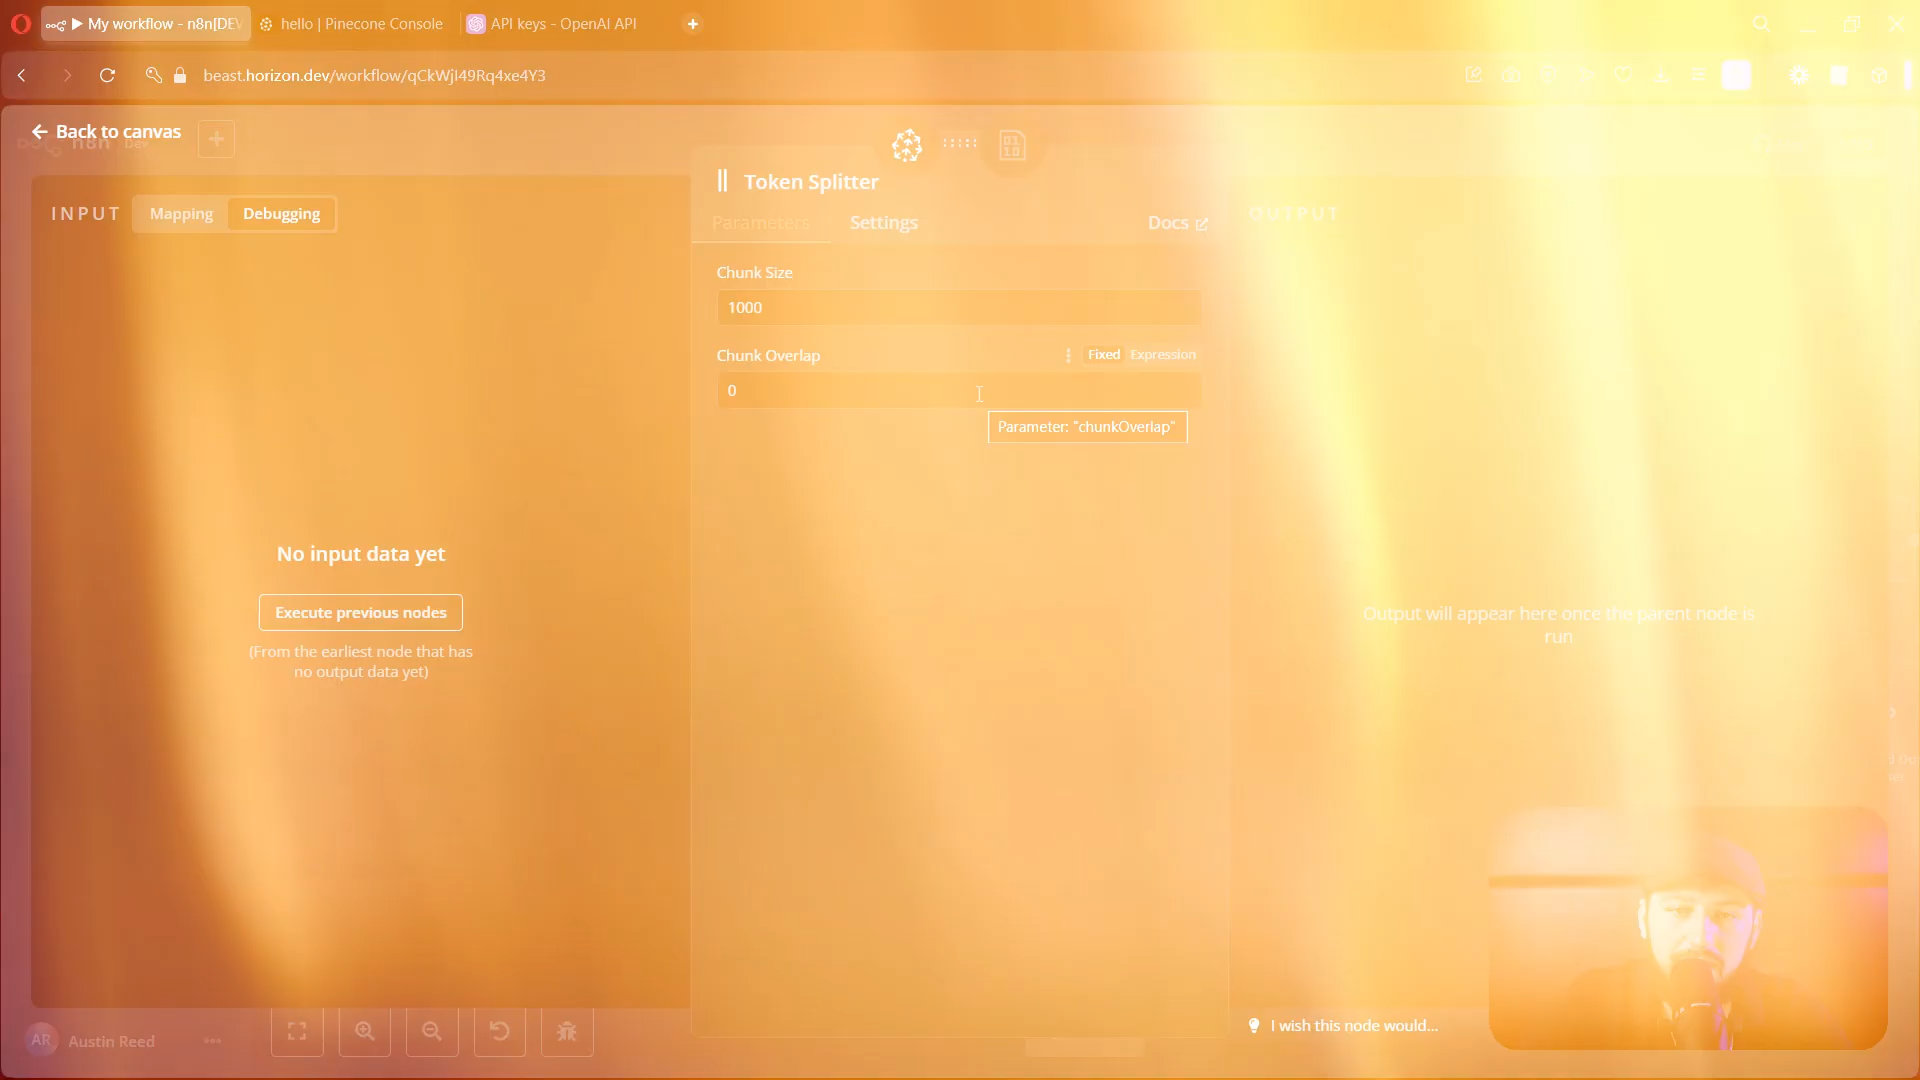 My workflow - n8n[DEV
hello | Pinecone Console
API keys - OpenAI API
beast.horizon.dev/workflow/qCkWjI49Rq4xe4Y3
Back to canvas
n8n Dev
INPUT
Mapping
Debugging
Token Splitter
Parameters
Settings
Docs
OUTPUT
Chunk Size
1000
Chunk Overlap
Fixed
Expression
0
Parameter: "chunkOverlap"
No input data yet
Execute previous nodes
(From the earliest node that has
no output data yet)
Output will appear here once the parent node is
run
I wish this node would...
AR
Austin Reed